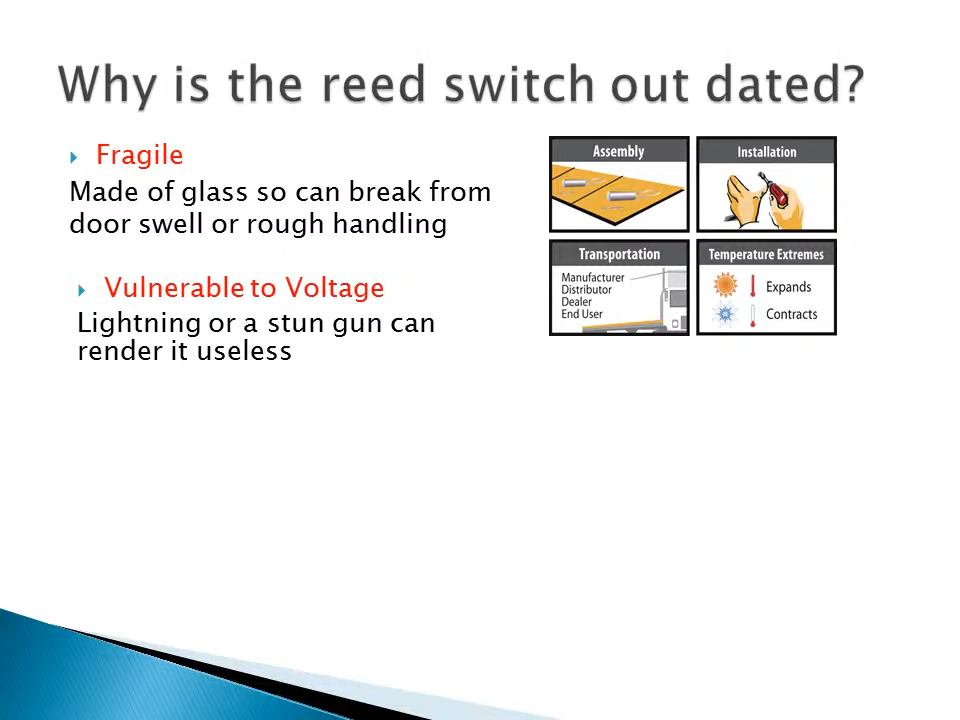 Why is the reed switch out dated?
Fragile
Made of glass so can break from
door swell or rough handling
Vulnerable to Voltage
Lightning or a stun gun can
render it useless
Assembly
Installation
Transportation
Manufacturer
Distributor
Dealer
End User
Temperature Extremes
Expands
Contracts